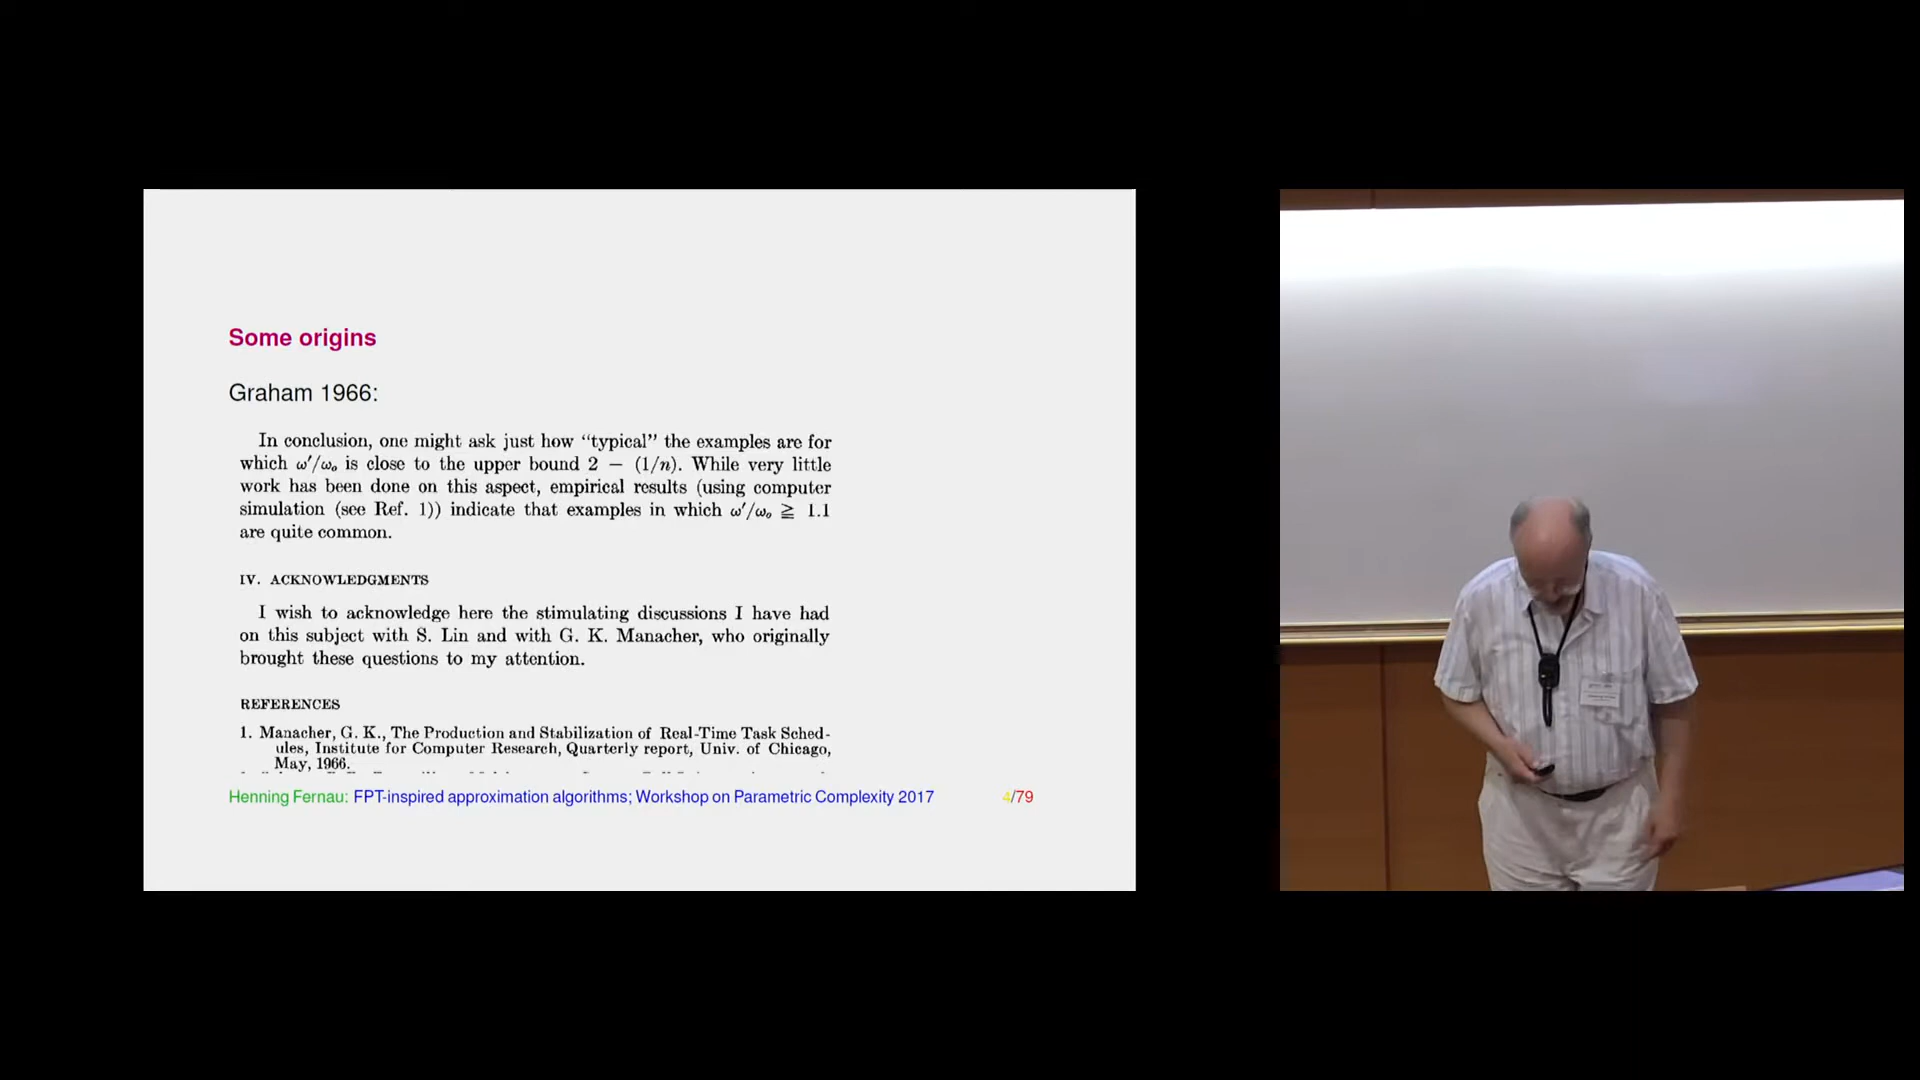 Some origins
Graham 1966:
In conclusion, one might ask just how “typical” the examples are for
which ω′/ωₒ is close to the upper bound 2 − (1/n). While very little
work has been done on this aspect, empirical results (using computer
simulation (see Ref. 1)) indicate that examples in which ω′/ωₒ ≧ 1.1
are quite common.
IV. ACKNOWLEDGMENTS
I wish to acknowledge here the stimulating discussions I have had
on this subject with S. Lin and with G. K. Manacher, who originally
brought these questions to my attention.
REFERENCES
1. Manacher, G. K., The Production and Stabilization of Real-Time Task Sched-
ules, Institute for Computer Research, Quarterly report, Univ. of Chicago,
May, 1966.
Henning Fernau: FPT-inspired approximation algorithms; Workshop on Parametric Complexity 2017 4/79